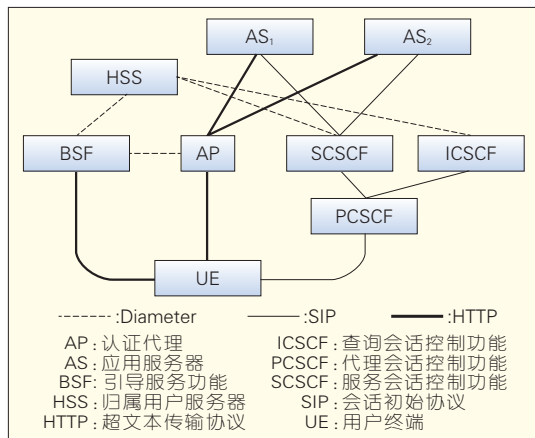 AS₁
AS₂
HSS
BSF
AP
SCSCF
ICSCF
PCSCF
UE
:Diameter
:SIP
:HTTP
AP:认证代理
ICSCF:查询会话控制功能
AS:应用服务器
PCSCF:代理会话控制功能
BSF:引导服务功能
SCSCF:服务会话控制功能
HSS:归属用户服务器
SIP:会话初始协议
HTTP:超文本传输协议
UE:用户终端